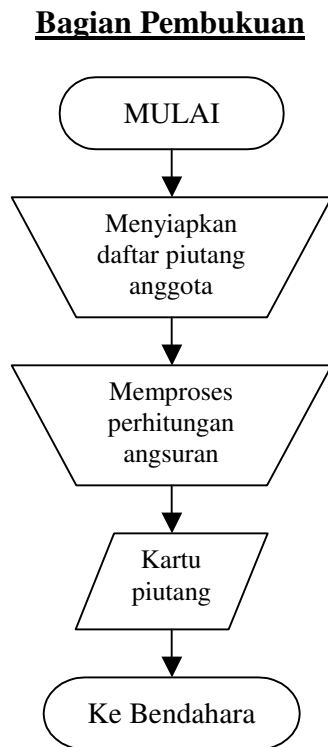 Bagian Pembukuan
MULAI
Menyiapkan
daftar piutang
anggota
Memproses
perhitungan
angsuran
Kartu
piutang
Ke Bendahara